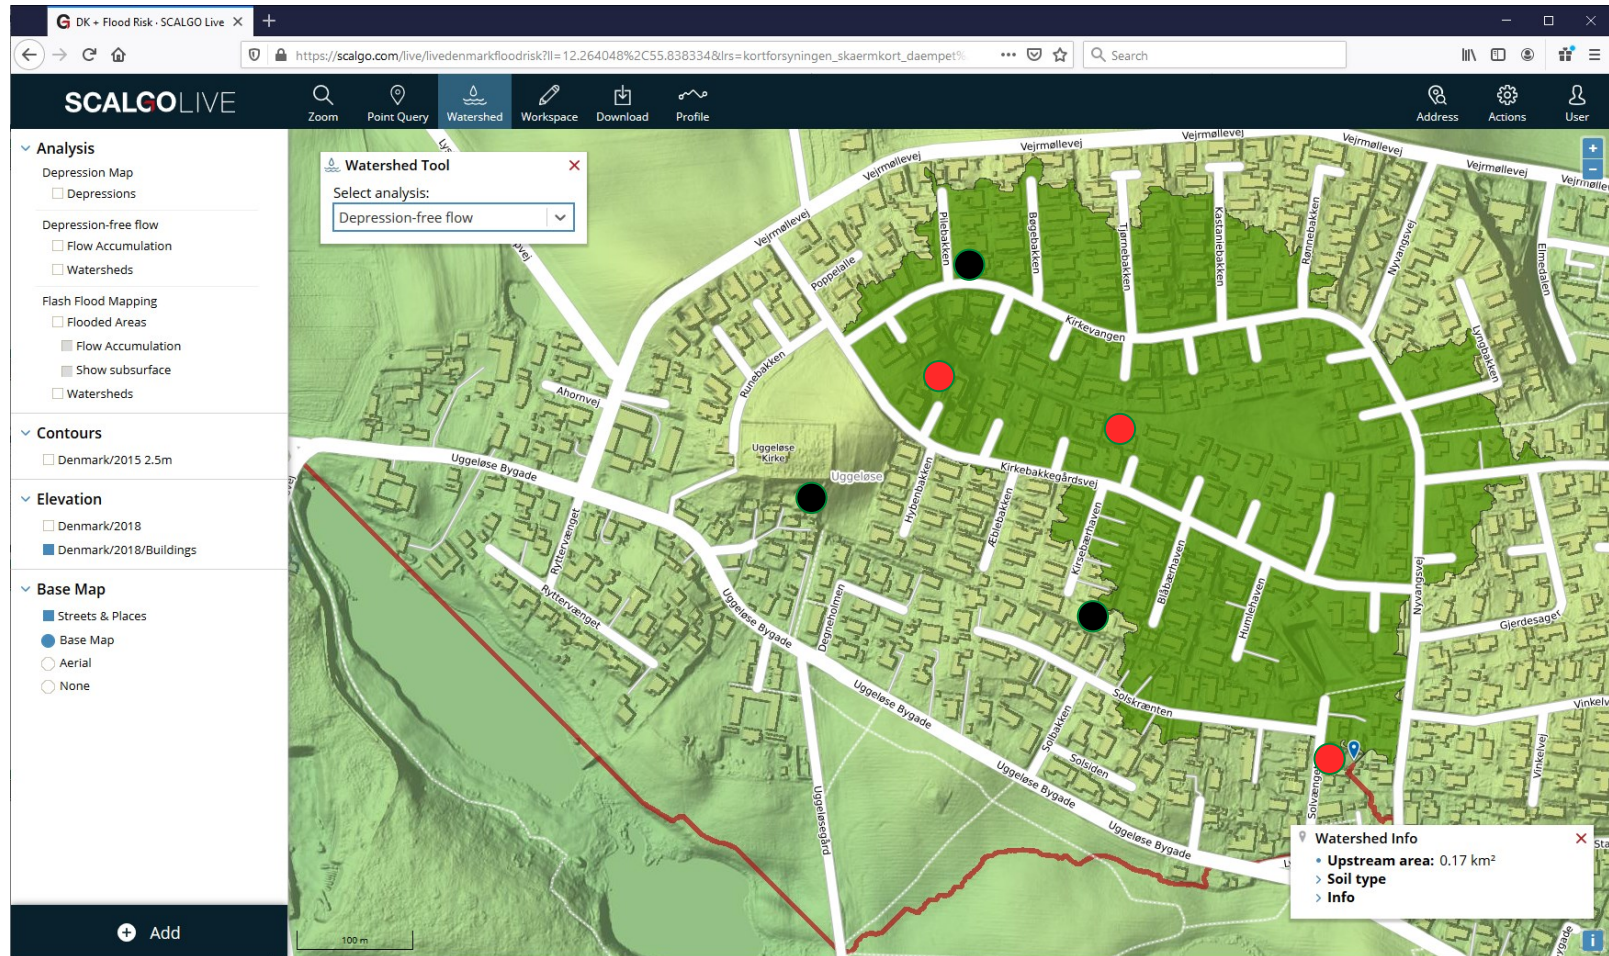 DK + Flood Risk · SCALGO Live
https://scalgo.com/live/livedenmarkfloodrisk?ll=12.264048%2C55.838334&lrs=kortforsyningen_skaermkort_daempet%
Search
SCALGOLIVE
Zoom
Point Query
Watershed
Workspace
Download
Profile
Address
Actions
User
Analysis
Depression Map
Depressions
Depression-free flow
Flow Accumulation
Watersheds
Flash Flood Mapping
Flooded Areas
Flow Accumulation
Show subsurface
Watersheds
Contours
Denmark/2015 2.5m
Elevation
Denmark/2018
Denmark/2018/Buildings
Base Map
Streets & Places
Base Map
Aerial
None
Add
Watershed Tool
Select analysis:
Depression-free flow
Vejrmøllevej
Vejrmøllevej
Vejrmøllevej
Vejrmøllevej
Vejrmøllevej
Vejrmøllevej
Poppelalle
Pilebakken
Bøgebakken
Tjørnebakken
Kastaniebakken
Rønnebakken
Nyvangsvej
Elmedalen
Lyngbakken
Kirkevangen
Runebakken
Ahornvej
Uggeløse Bygade
Uggeløse
Kirke
Uggeløse
Hybenbakken
Kirkebakkegårdsvej
Æblebakken
Kirsebærhaven
Blåbærhaven
Humlehaven
Nyvangsvej
Gjerdesager
Ryttervænget
Ryttervænget
Uggeløse Bygade
Degneholmen
Uggeløse Bygade
Solskrænten
Solbakken
Solsiden
Uggeløse Bygade
Uggeløse Bygade
Uggeløsegård
Solvænget
Vinkelvej
Vinkelv
100 m
Watershed Info
Upstream area: 0.17 km²
Soil type
Info